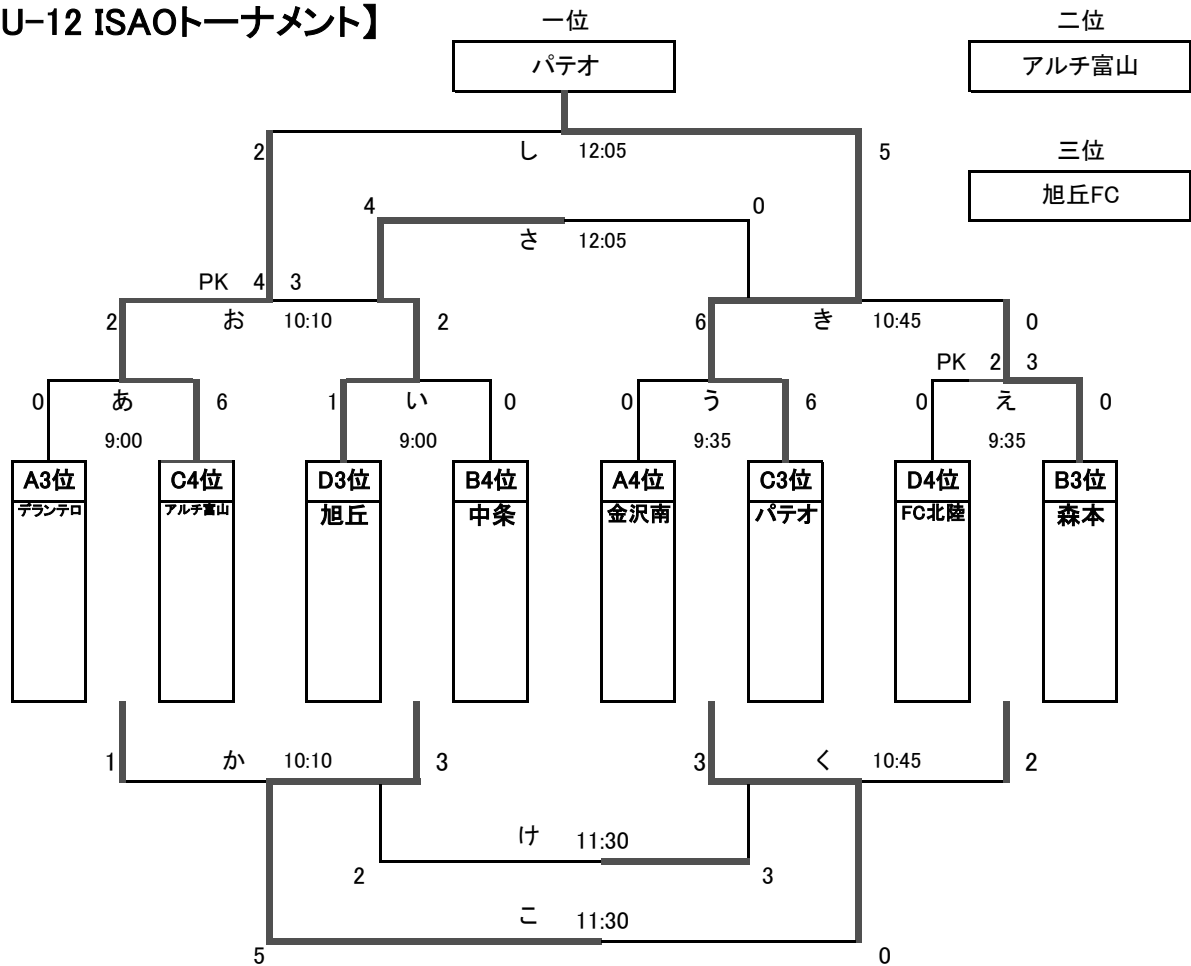 U-12 ISAOトーナメント】
一位
二位
パテオ
アルチ富山
2
し 12:05
5
三位
旭丘FC
4
0
さ 12:05
PK 4 3
2
お 10:10
2
6
き 10:45
0
PK 2 3
0
あ
6
1
い
0
0
う
6
0
え
0
9:00
9:00
9:35
9:35
A3位
C4位
D3位
B4位
A4位
C3位
D4位
B3位
デランテロ
アルチ富山
旭丘
中条
金沢南
パテオ
FC北陸
森本
1
か 10:10
3
3
く 10:45
2
け 11:30
2
3
こ 11:30
5
0